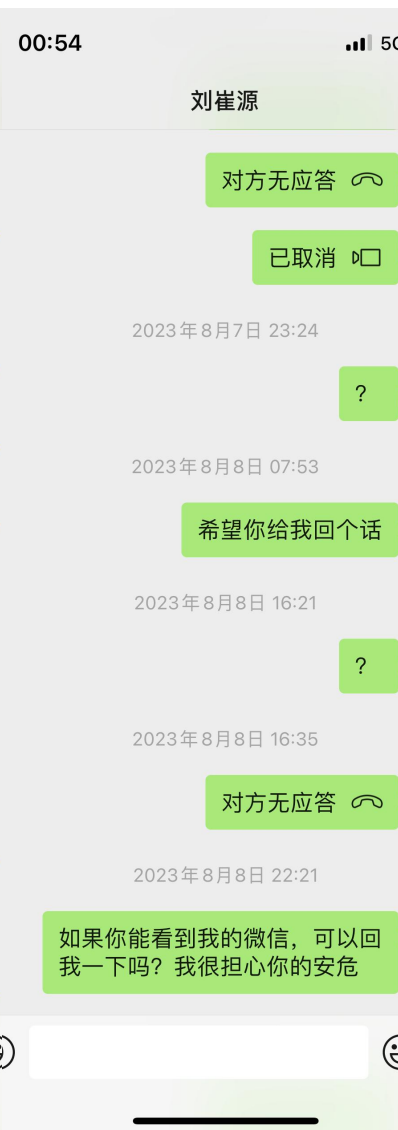 00:54
5G
刘崔源
对方无应答
已取消
2023年8月7日 23:24
?
2023年8月8日 07:53
希望你给我回个话
2023年8月8日 16:21
?
2023年8月8日 16:35
对方无应答
2023年8月8日 22:21
如果你能看到我的微信，可以回
我一下吗？我很担心你的安危